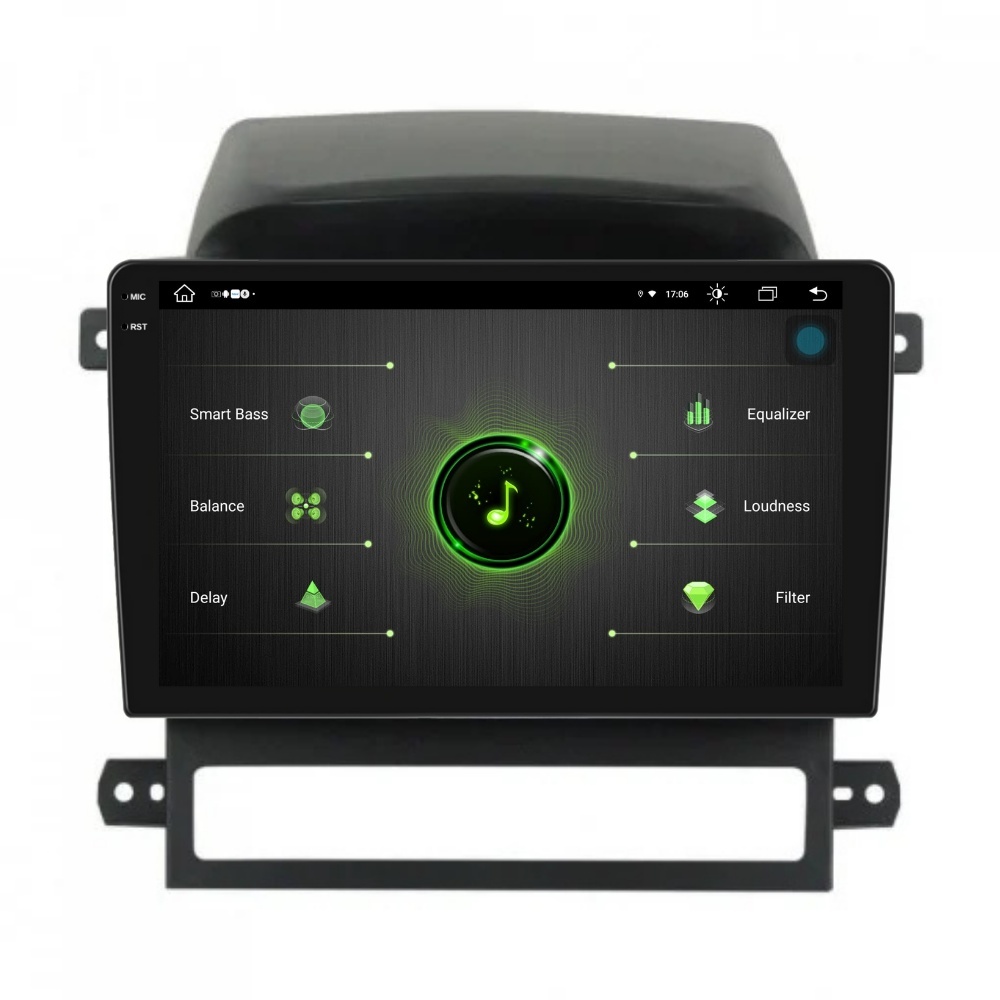 MIC
RST
17:06
Smart Bass
Equalizer
Balance
Loudness
Delay
Filter